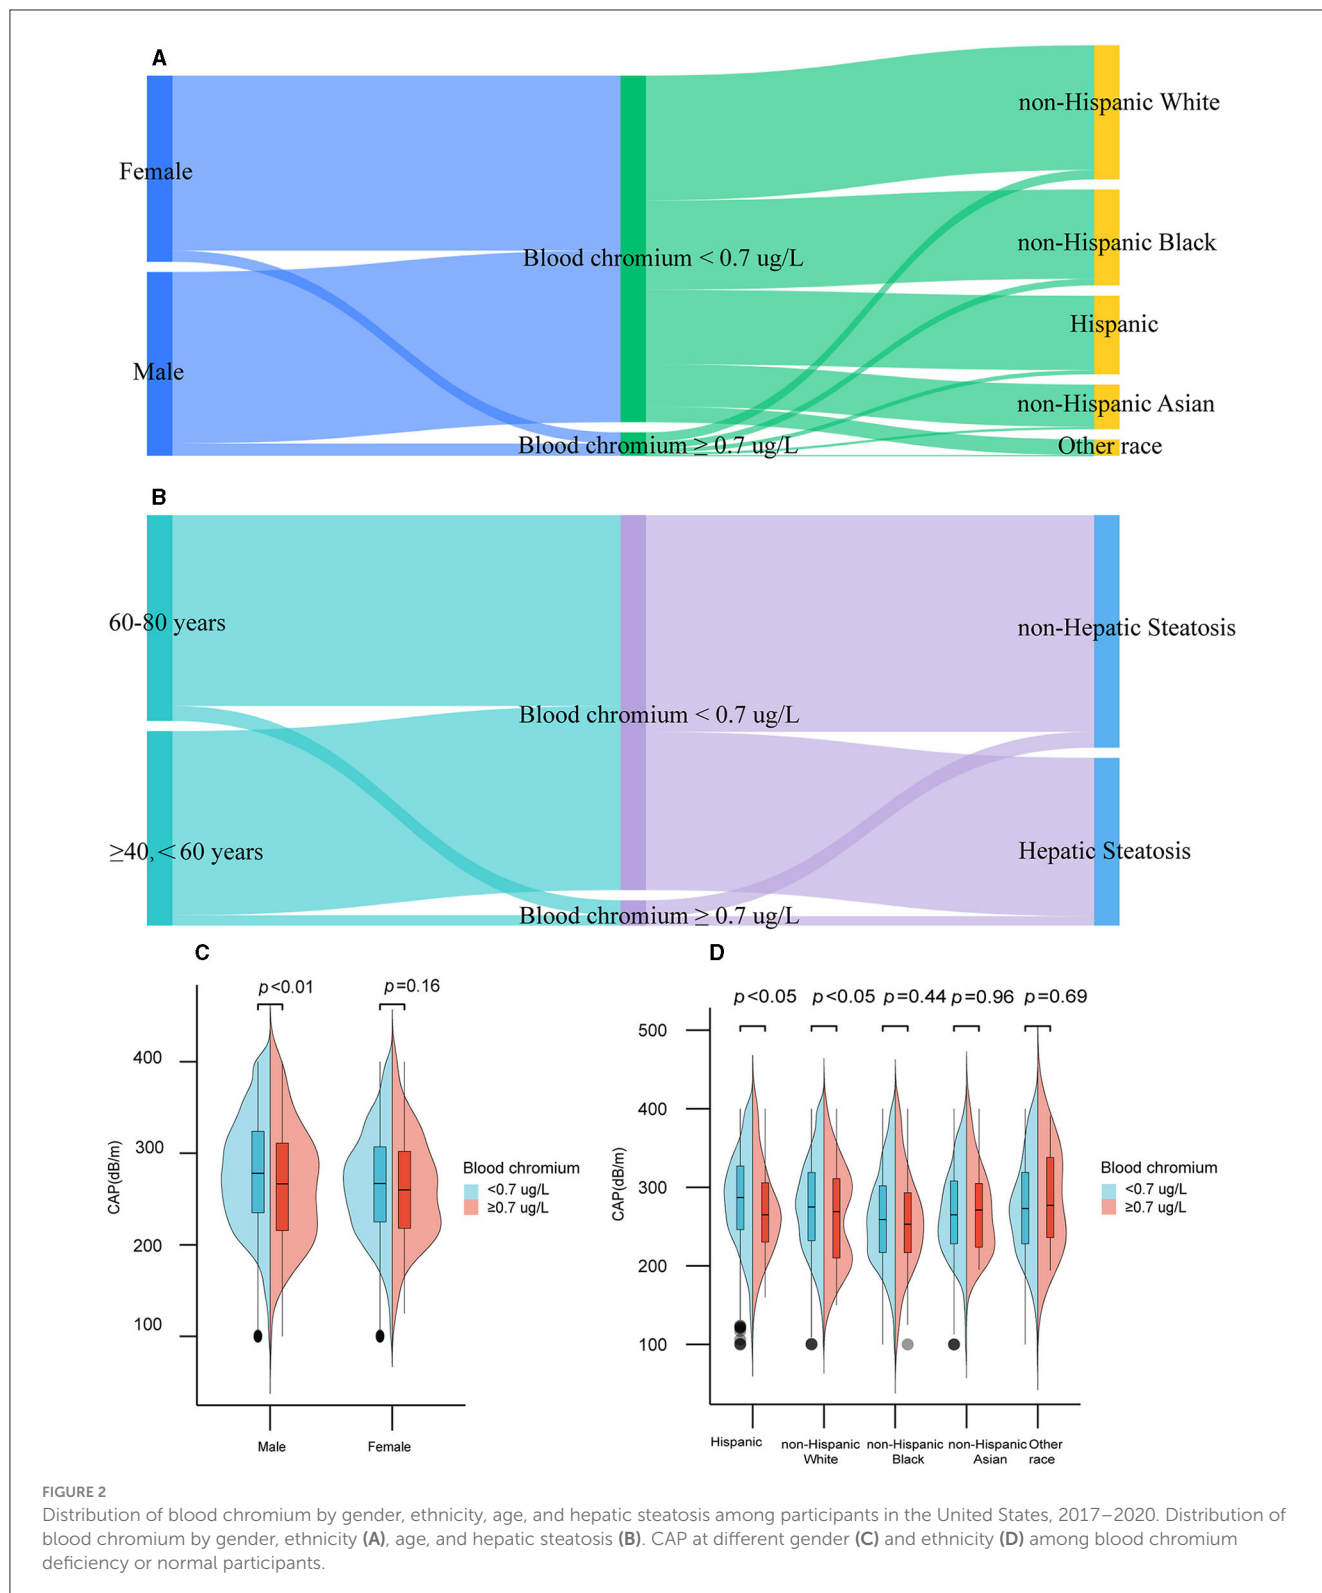 A
Female
Male
Blood chromium < 0.7 ug/L
Blood chromium ≥ 0.7 ug/L
non-Hispanic White
non-Hispanic Black
Hispanic
non-Hispanic Asian
Other race
B
60-80 years
≥40,<60 years
Blood chromium < 0.7 ug/L
Blood chromium ≥ 0.7 ug/L
non-Hepatic Steatosis
Hepatic Steatosis
C
p<0.01
p=0.16
400
300
200
100
CAP(dB/m)
Male
Female
Blood chromium
<0.7 ug/L
≥0.7 ug/L
D
p<0.05
p<0.05
p=0.44
p=0.96
p=0.69
500
400
300
200
100
CAP(dB/m)
Hispanic
non-Hispanic
White
non-Hispanic
Black
non-Hispanic
Asian
Other
race
Blood chromium
<0.7 ug/L
≥0.7 ug/L
FIGURE 2
Distribution of blood chromium by gender, ethnicity, age, and hepatic steatosis among participants in the United States, 2017–2020. Distribution of
blood chromium by gender, ethnicity (A), age, and hepatic steatosis (B). CAP at different gender (C) and ethnicity (D) among blood chromium
deficiency or normal participants.